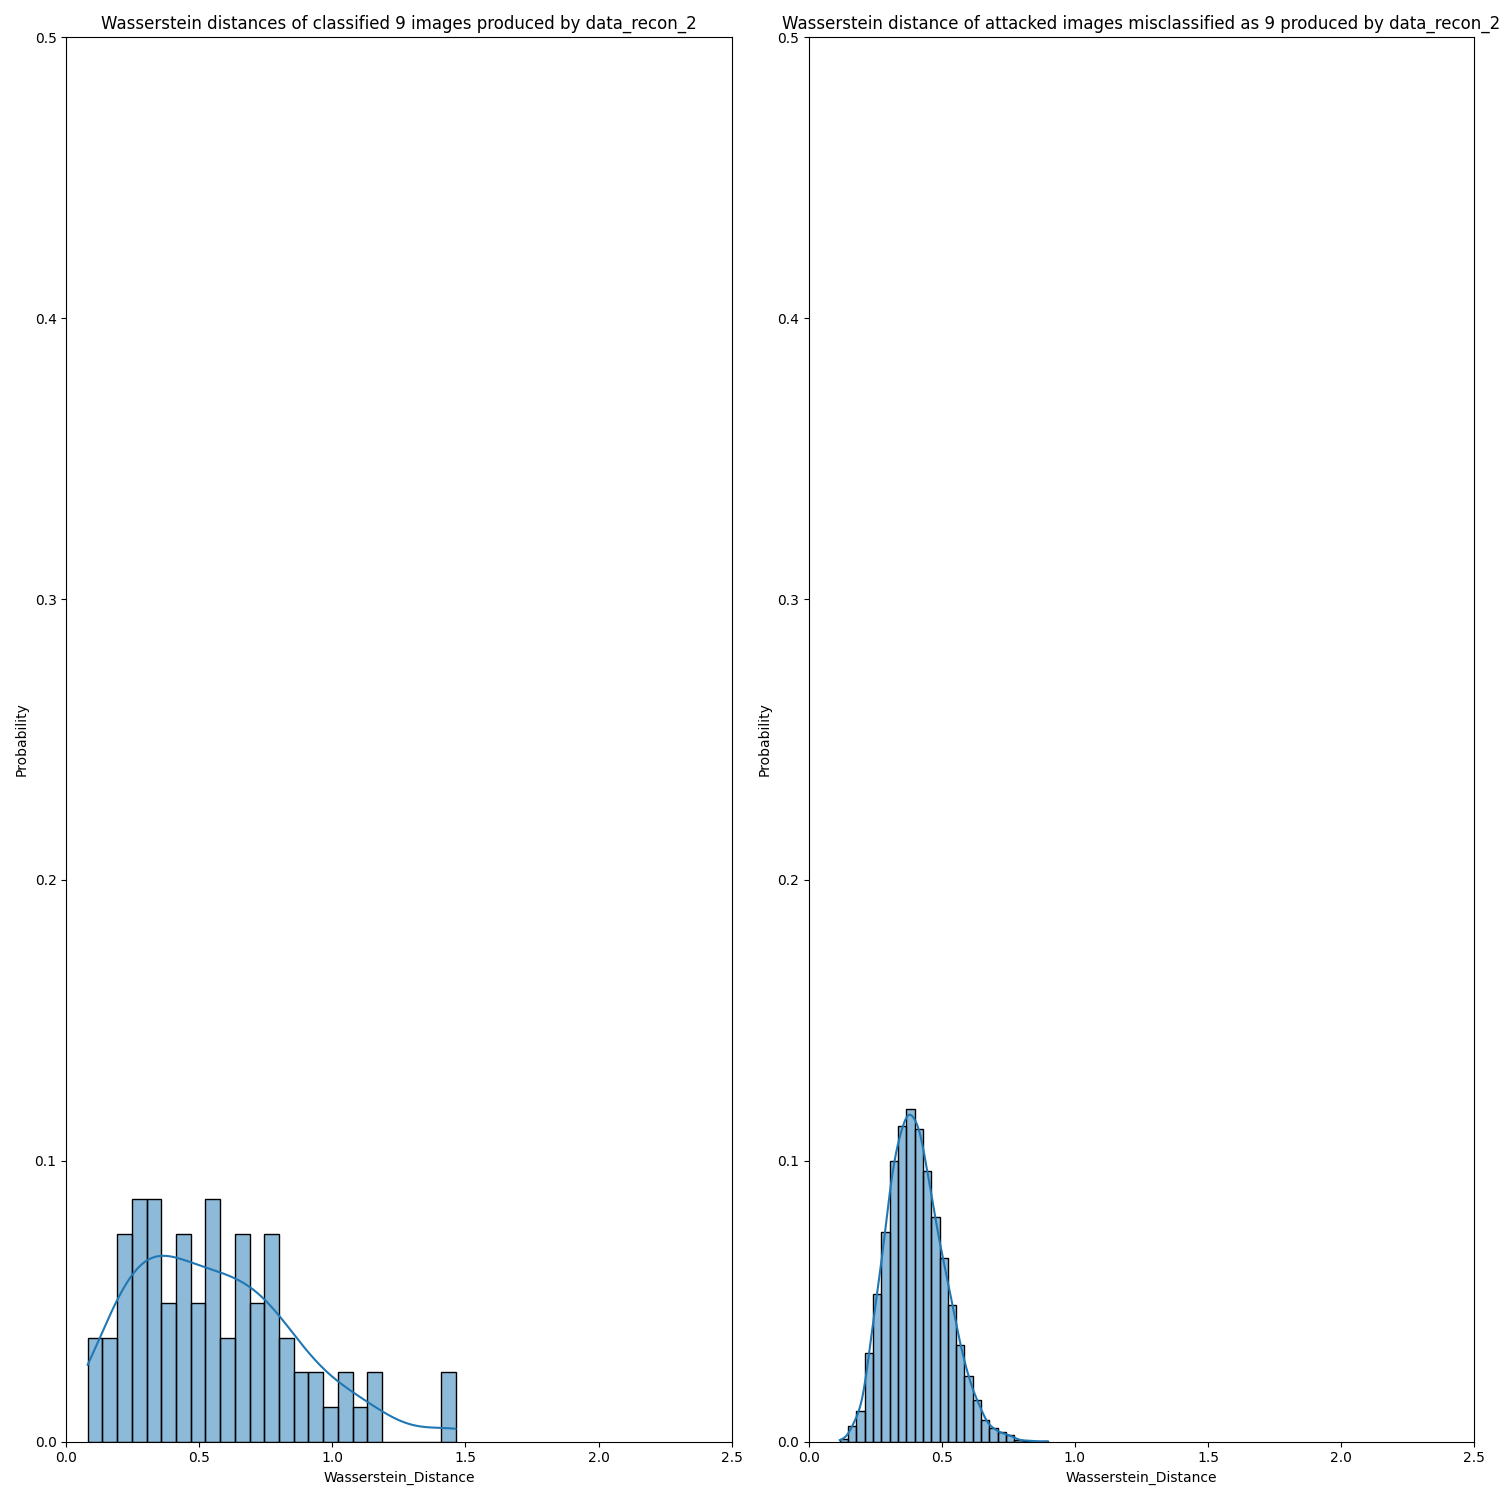 Wasserstein distances of classified 9 images produced by data_recon_2
0.5
0.4
0.3
0.2
0.1
0.0
Probability
0.0 0.5 1.0 1.5 2.0 2.5
Wasserstein_Distance
Wasserstein distance of attacked images misclassified as 9 produced by data_recon_2
0.5
0.4
0.3
0.2
0.1
0.0
Probability
0.0 0.5 1.0 1.5 2.0 2.5
Wasserstein_Distance